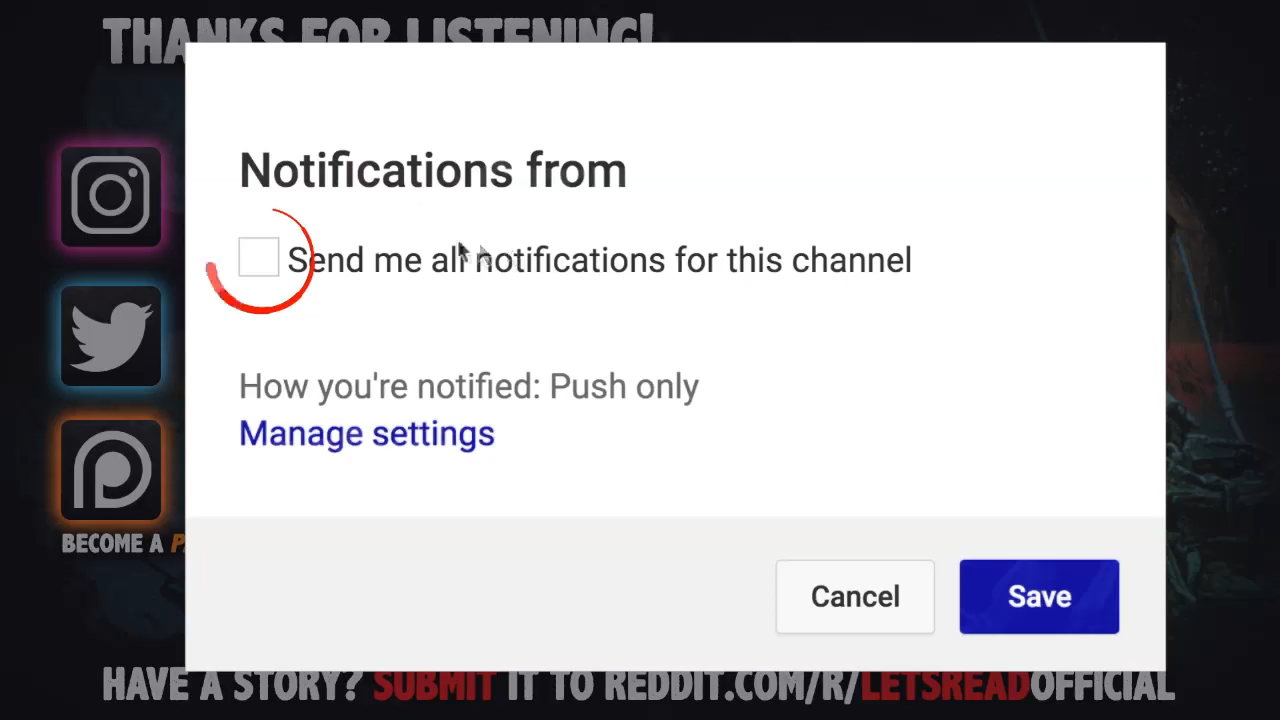 THANKS FOR LISTENING!
Notifications from
Send me all notifications for this channel
How you're notified: Push only
Manage settings
BECOME A
Cancel
Save
HAVE A STORY? SUBMIT IT TO REDDIT.COM/R/LETSREADOFFICIAL